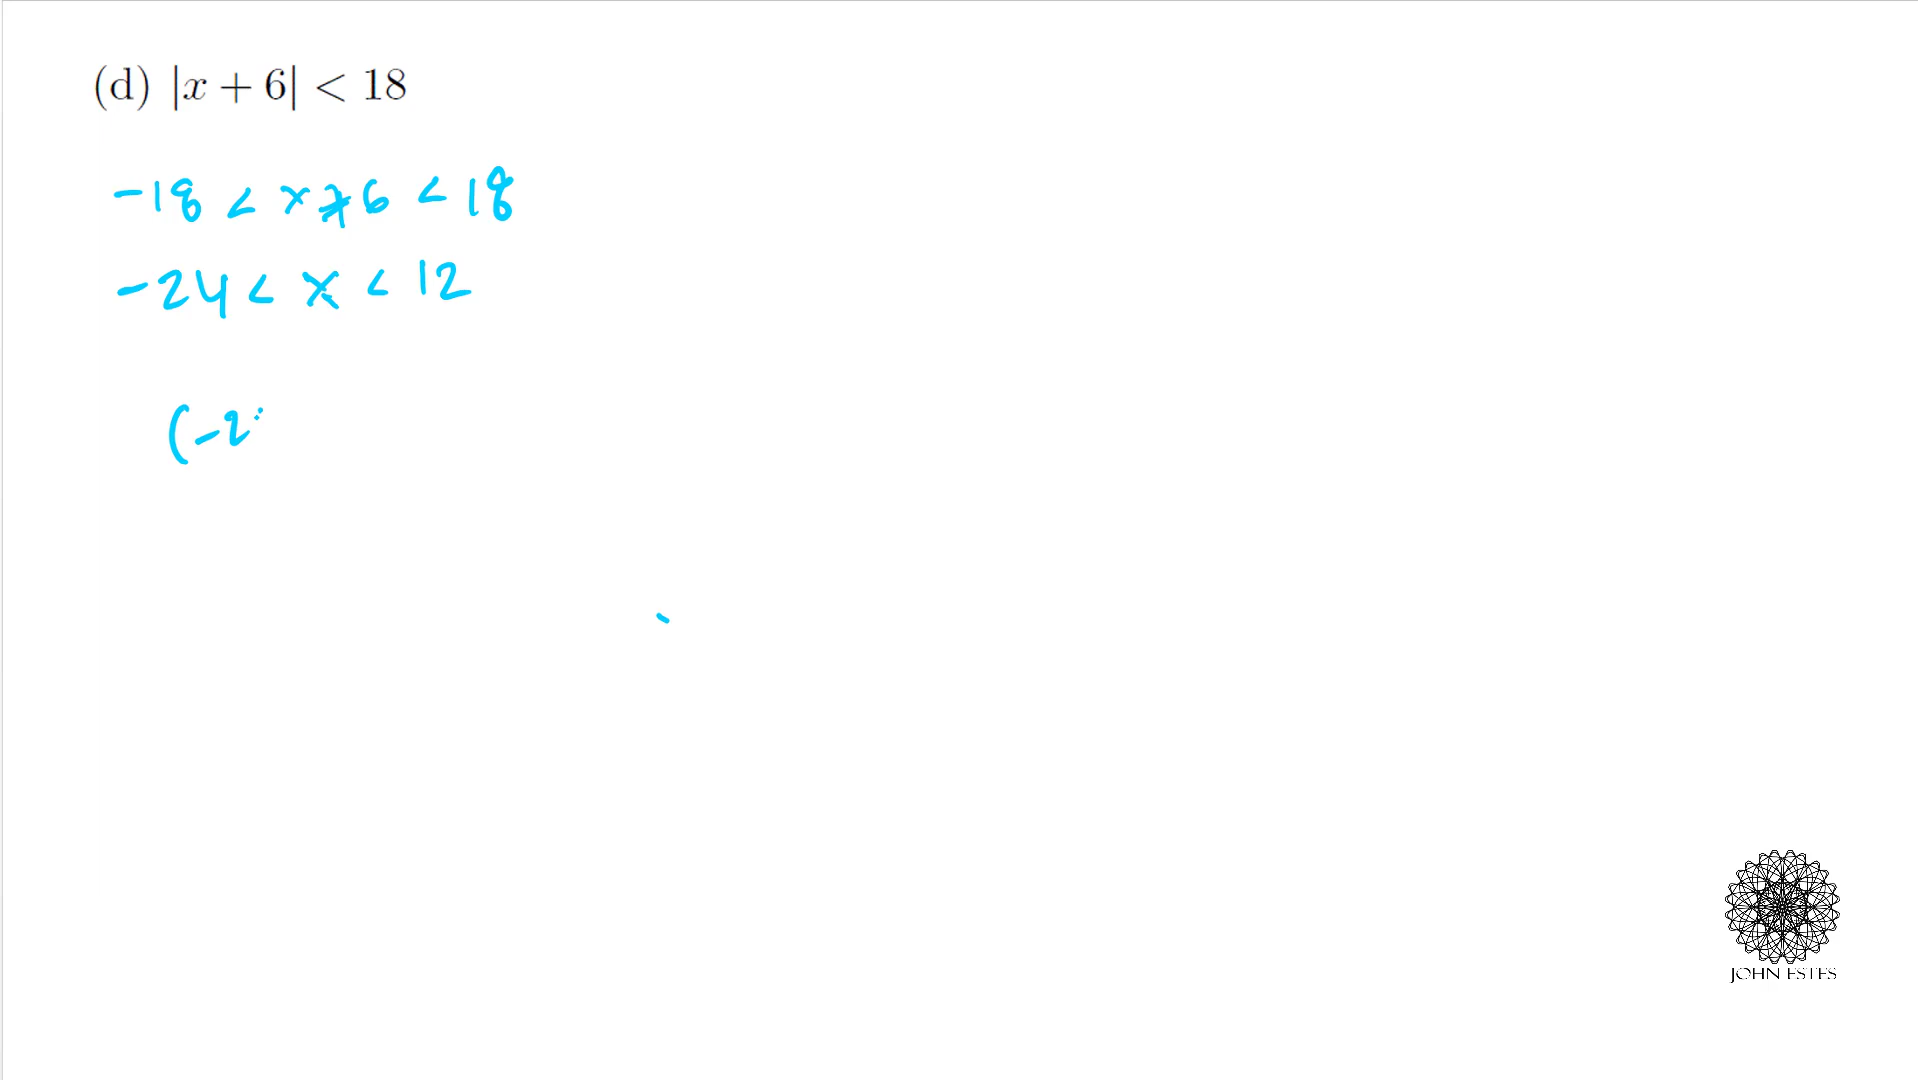 (d) |x + 6| < 18
-18 < x+6 < 18
-24 < x < 12
(-2
JOHN ESTES